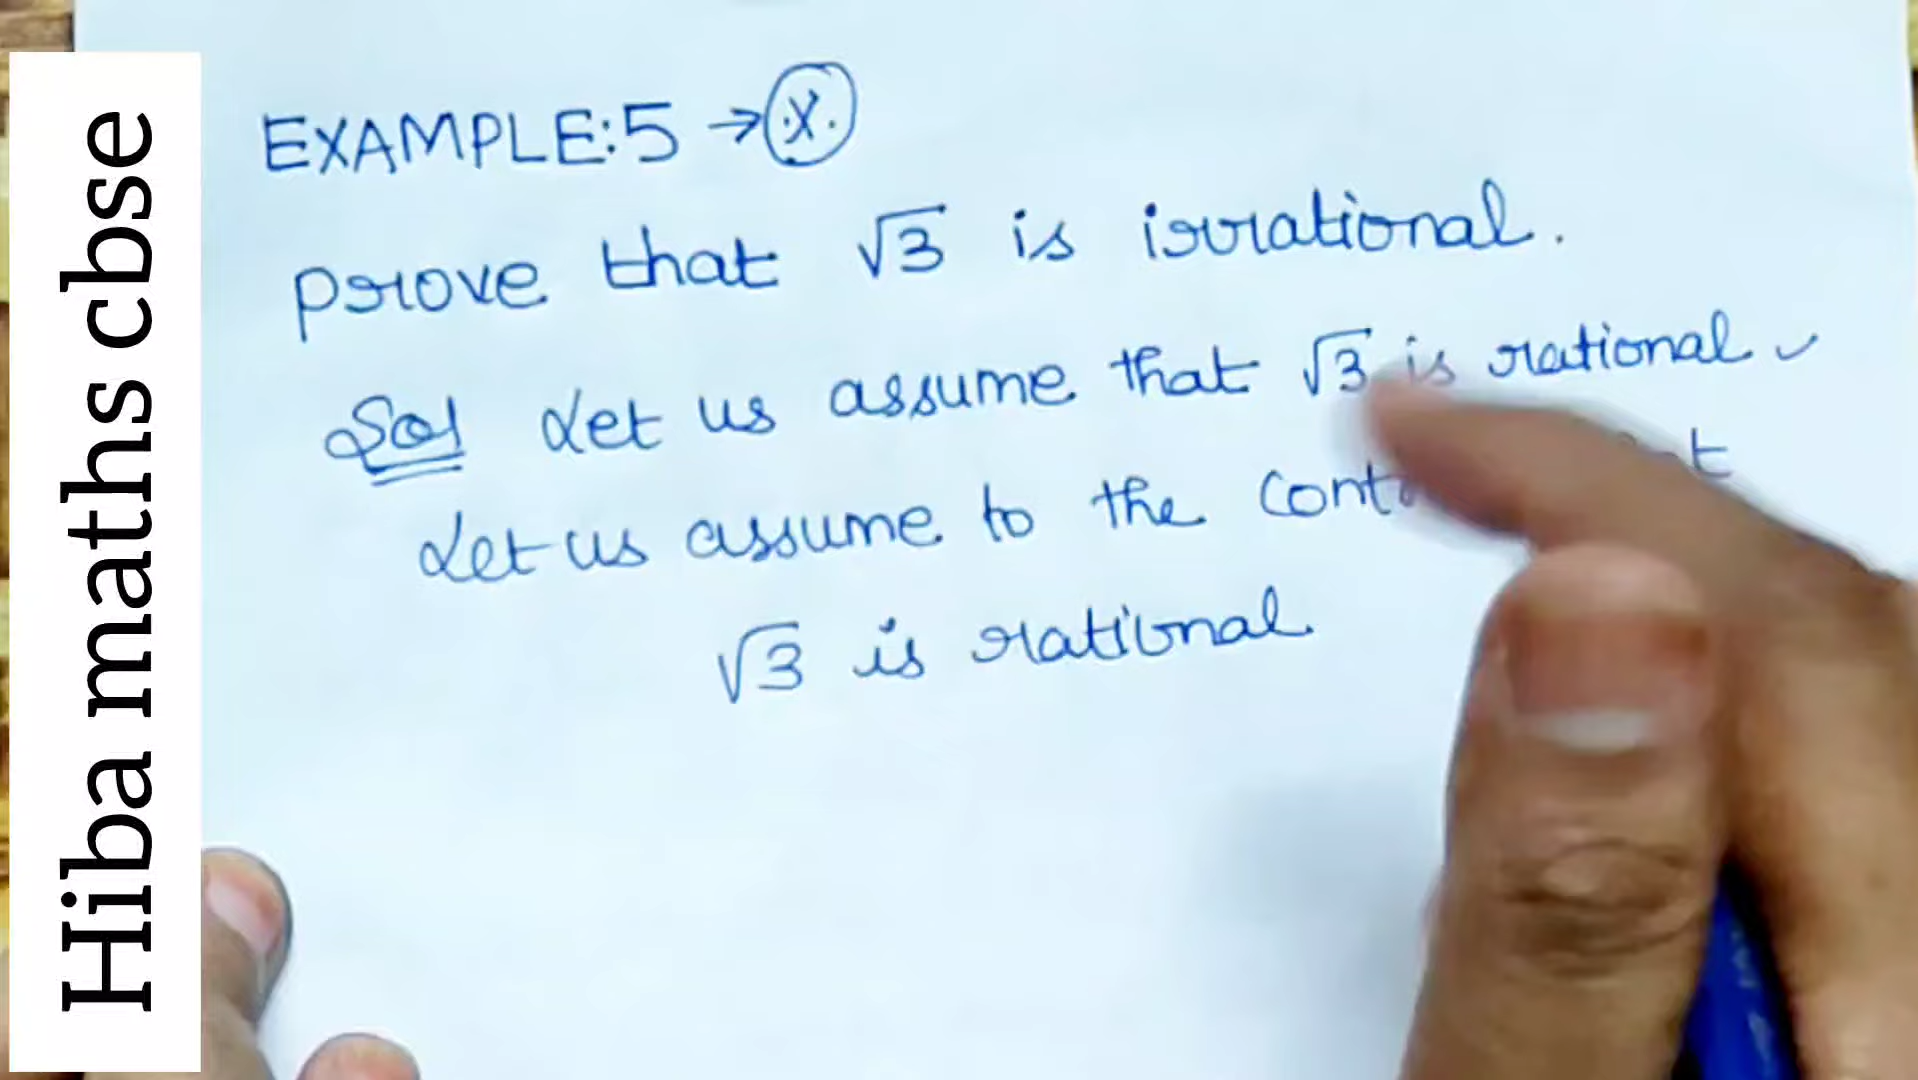 Hiba maths cbse
EXAMPLE:5 → X
prove that √3 is irrational.
Sol Let us assume that √3 is rational ✓
Let us assume to the
√3 is rational